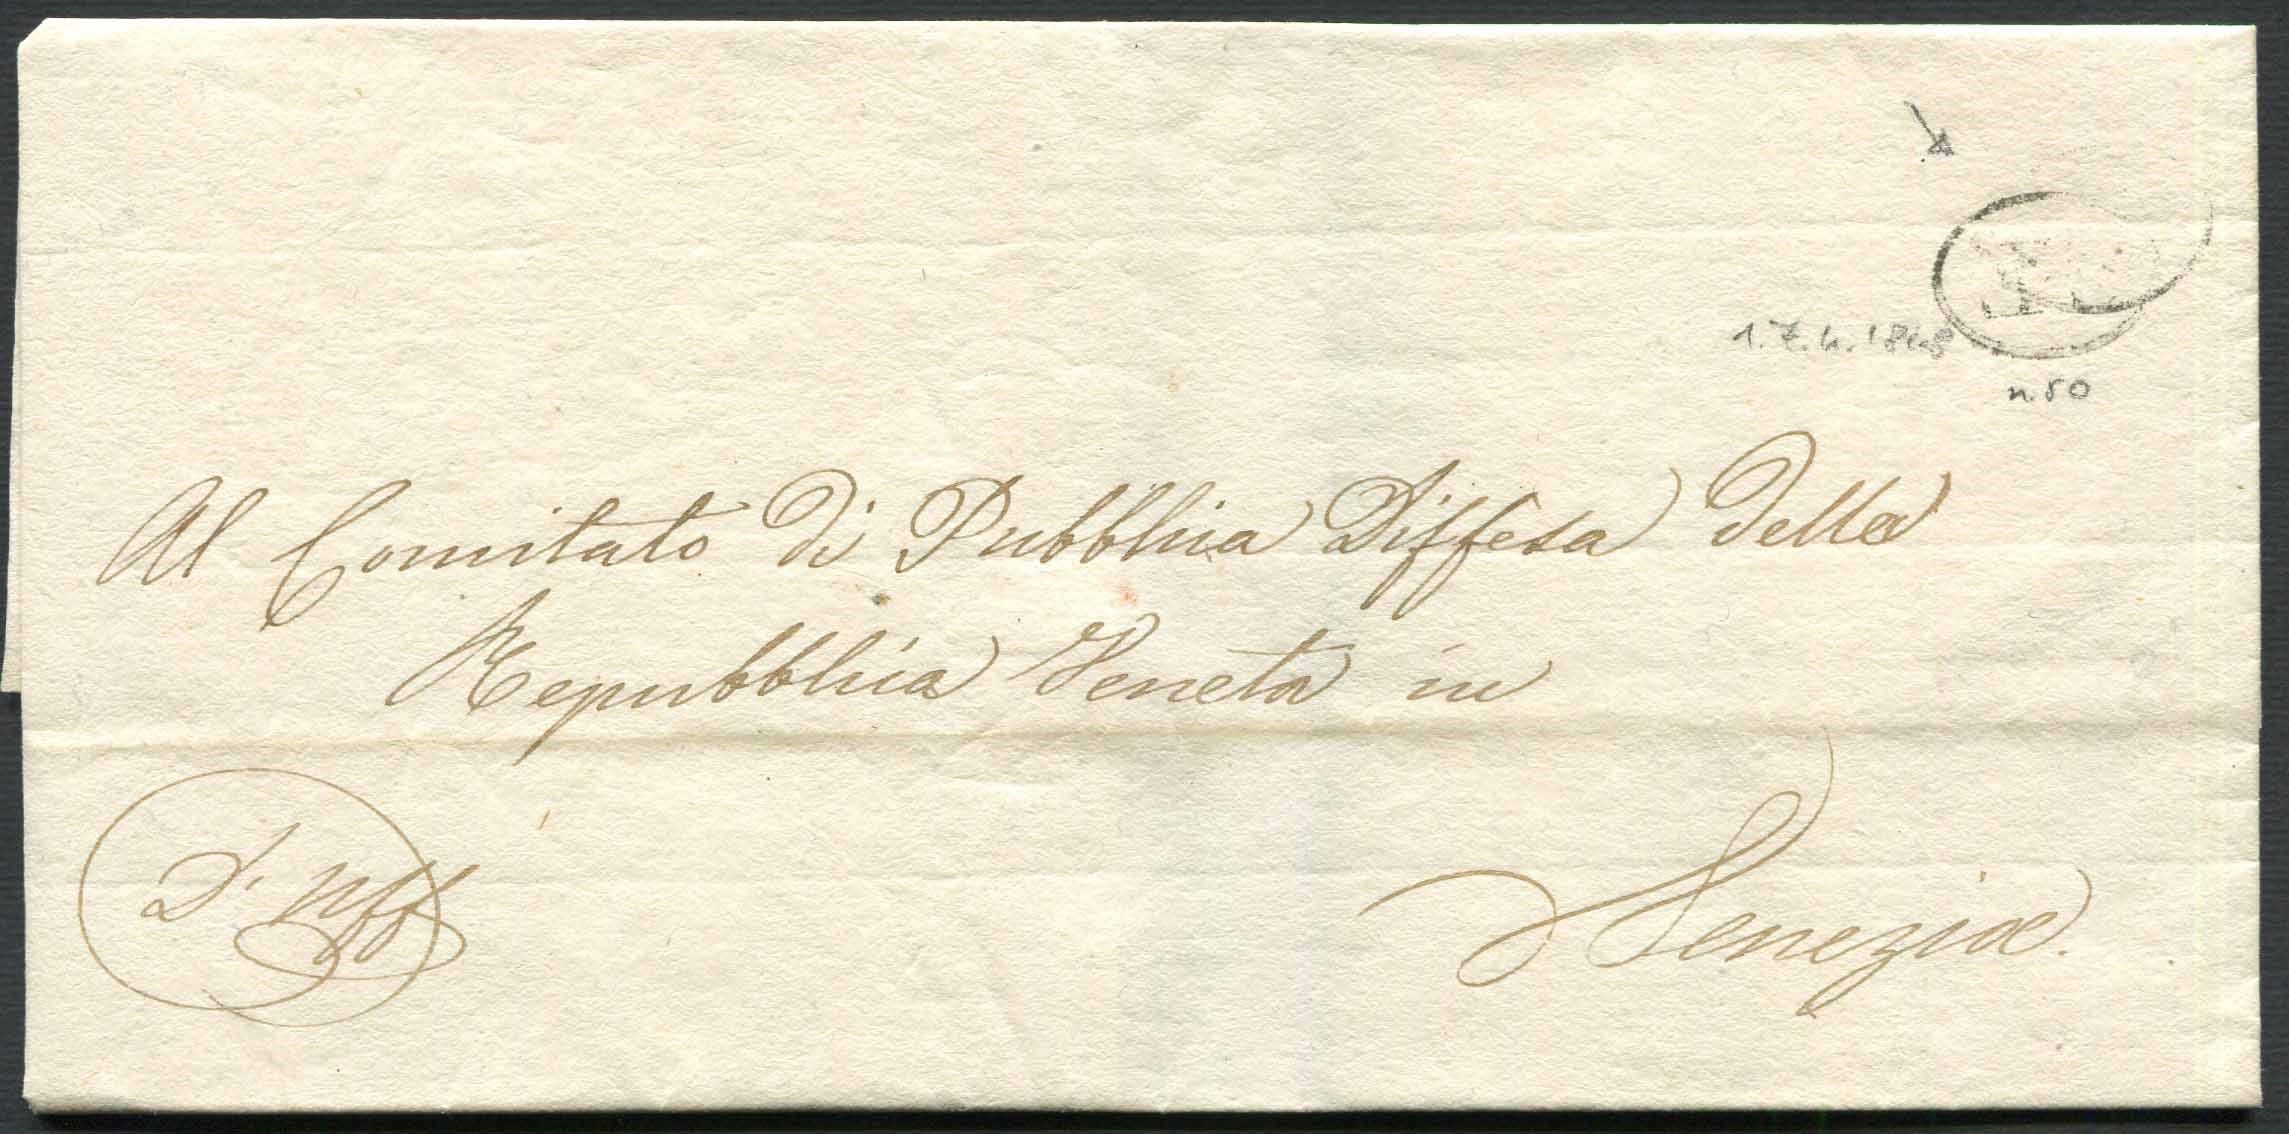 1.7.4.1848
n.50
Al Comitato di Pubblica Diffesa della
Repubblica Veneta in
D'Uff
Venezia.